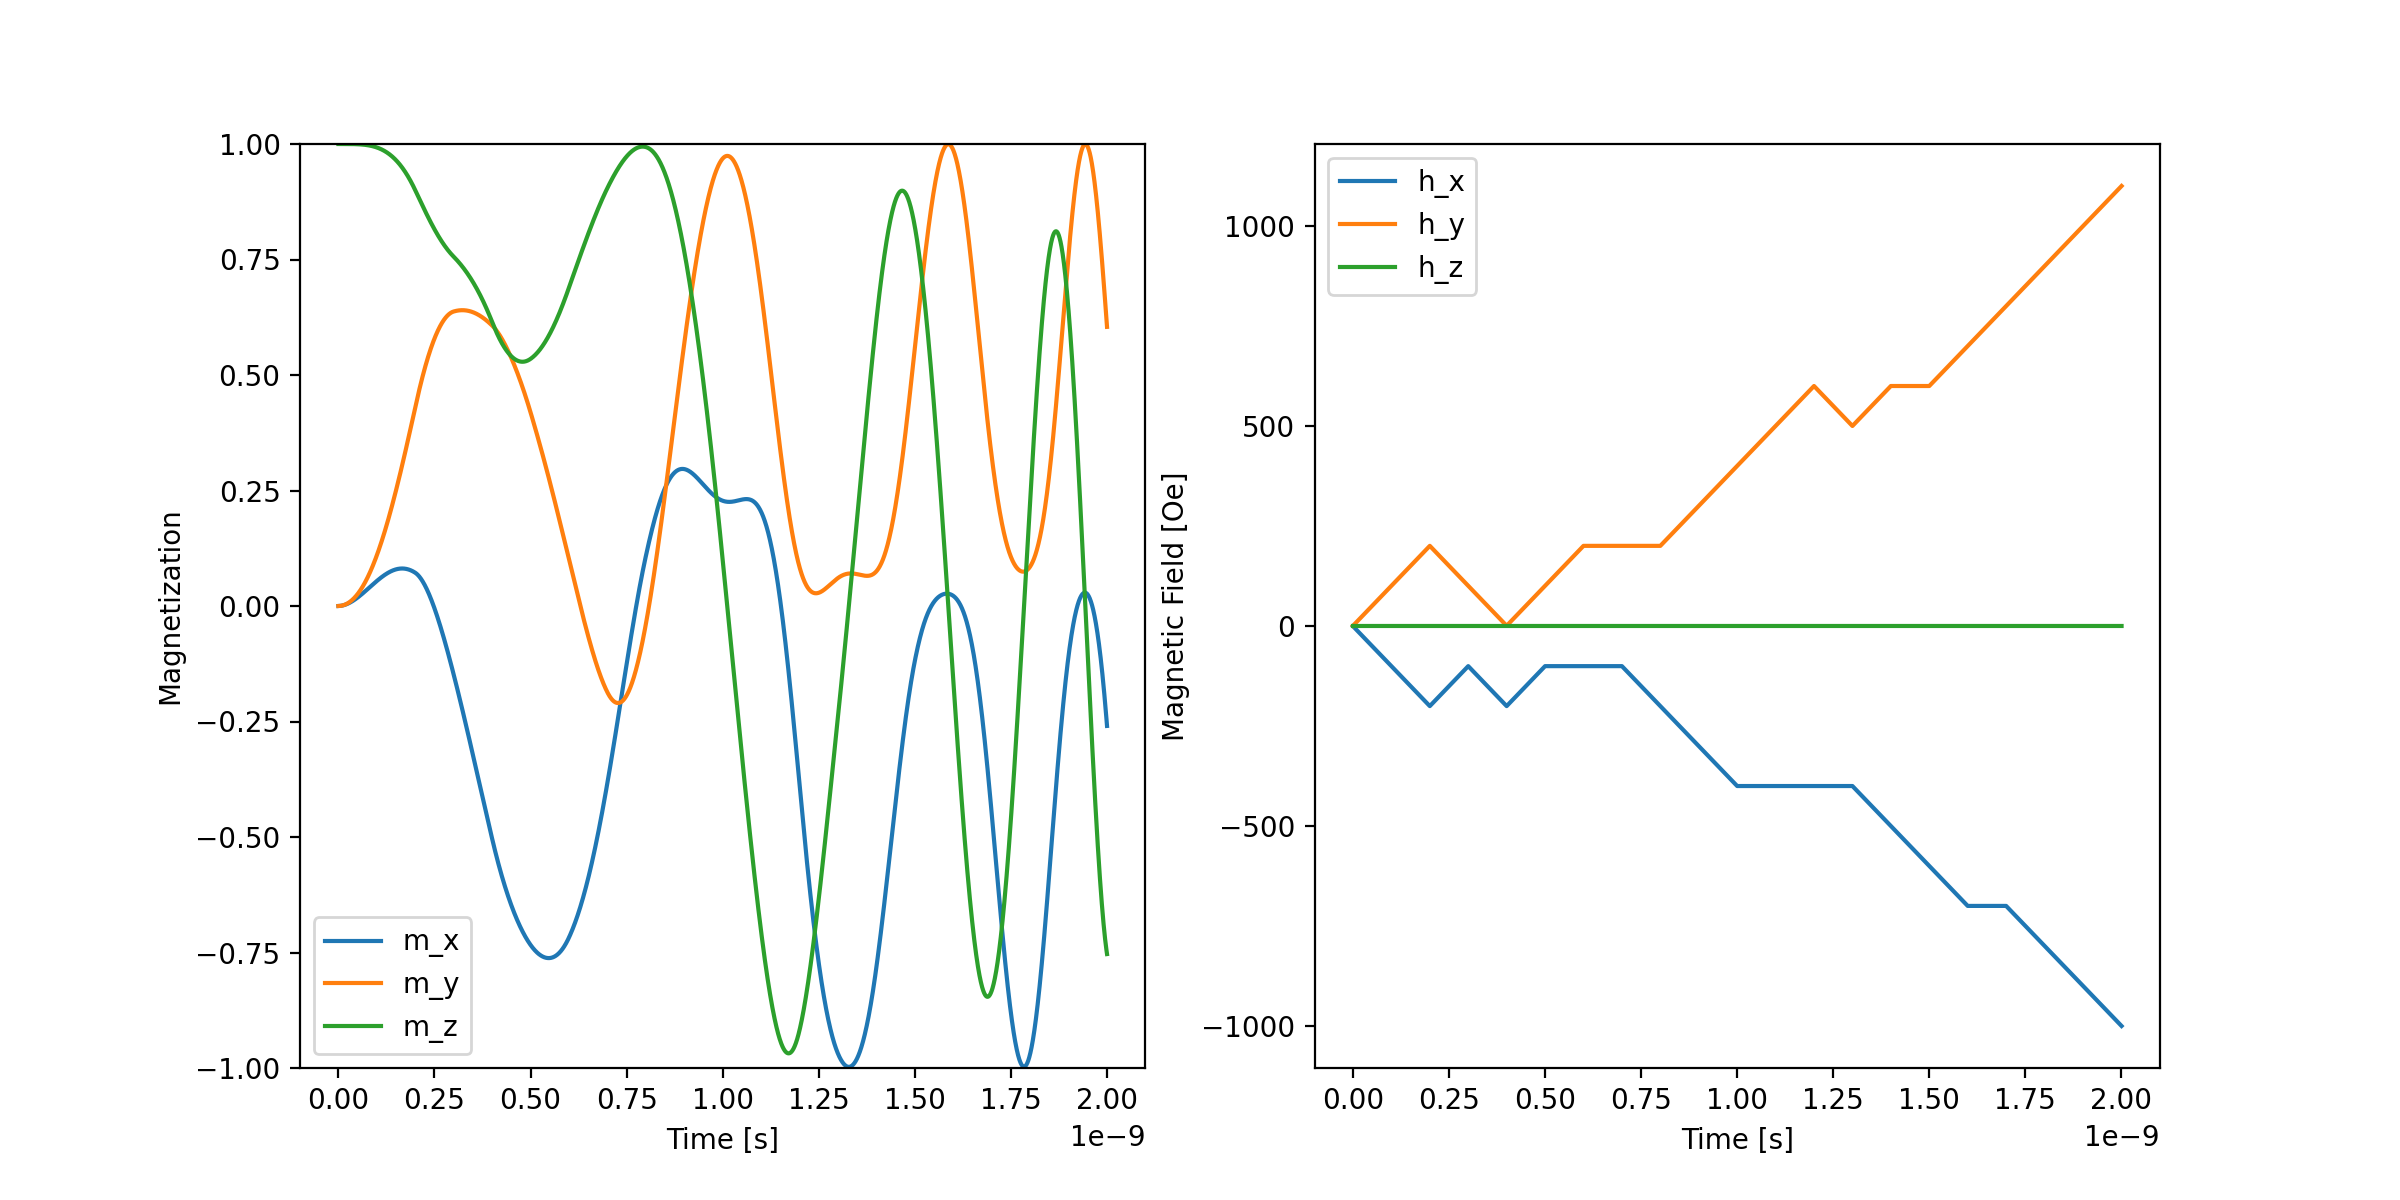 Magnetization
1.00
0.75
0.50
0.25
0.00
−0.25
−0.50
−0.75
−1.00
m_x
m_y
m_z
0.00 0.25 0.50 0.75 1.00 1.25 1.50 1.75 2.00
Time [s]
1e−9
Magnetic Field [Oe]
1000
500
0
−500
−1000
h_x
h_y
h_z
0.00 0.25 0.50 0.75 1.00 1.25 1.50 1.75 2.00
Time [s]
1e−9